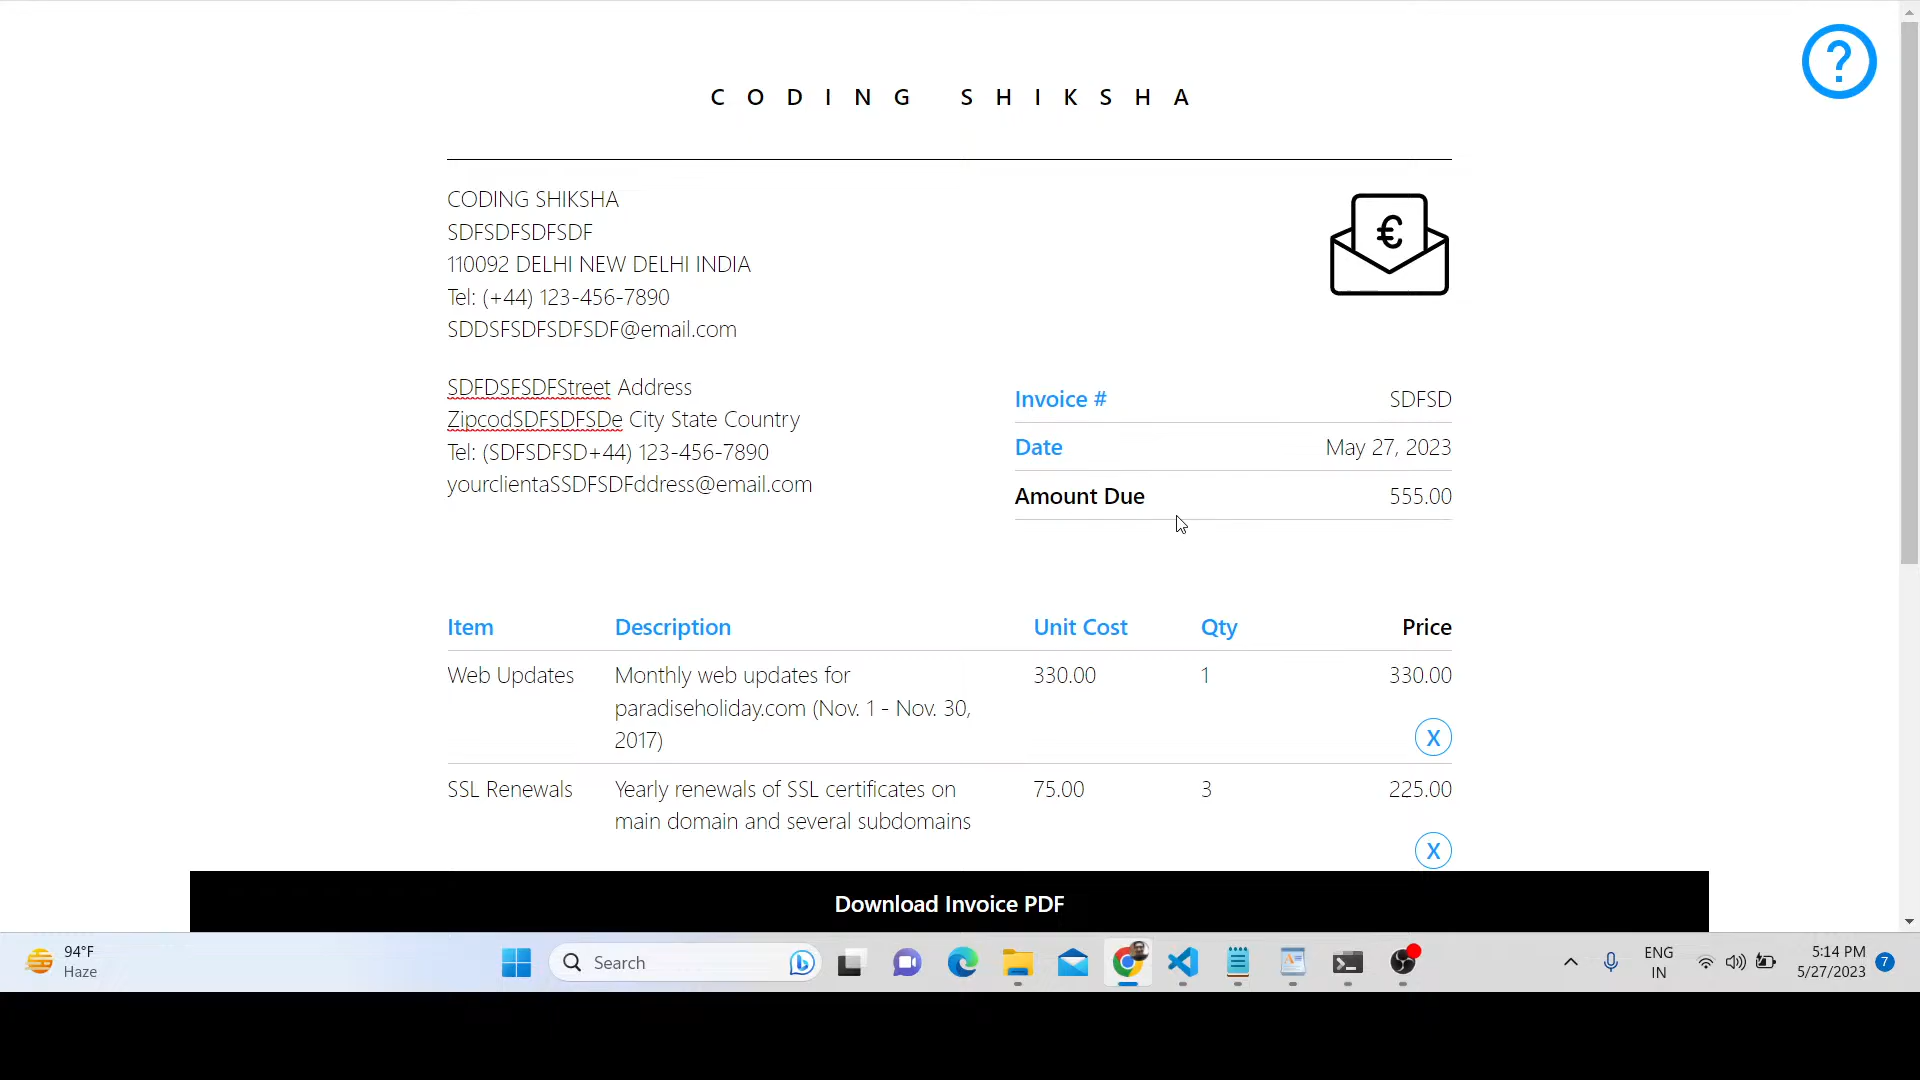 ?
CODING SHIKSHA
CODING SHIKSHA
SDFSDFSDFSDF
110092 DELHI NEW DELHI INDIA
Tel: (+44) 123-456-7890
SDDSFSDFSDFSDF@email.com
€
SDFDSFSDFStreet Address
ZipcodSDFSDFSDe City State Country
Tel: (SDFSDFSD+44) 123-456-7890
yourclientaSSDFSDFddress@email.com
Invoice # SDFSD
Date May 27, 2023
Amount Due 555.00
Item Description Unit Cost Qty Price
Web Updates Monthly web updates for 330.00 1 330.00
paradiseholiday.com (Nov. 1 - Nov. 30,
2017)
X
SSL Renewals Yearly renewals of SSL certificates on 75.00 3 225.00
main domain and several subdomains
X
Download Invoice PDF
94°F
Haze
Search
ENG
IN
5:14 PM
5/27/2023
7